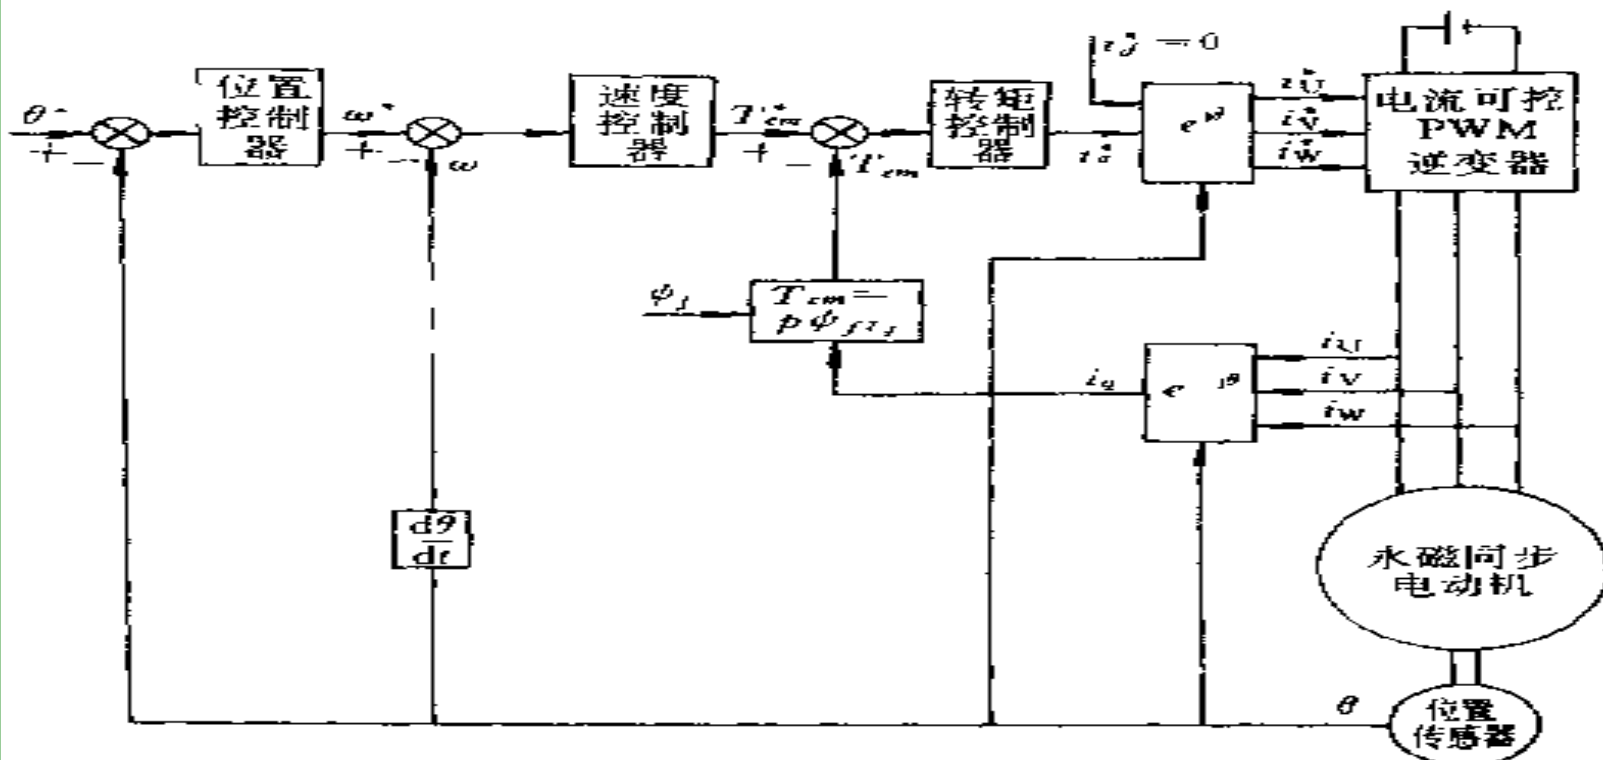 θ*
+
−
位置
控制
器
ω*
+
−
ω
速度
控制
器
T*em
+
−
Tem
转矩
控制
器
i*d = 0
ejθ
i*U
i*V
i*W
电流可控
PWM
逆变器
ψf
Tem =
iq
iU
iV
iW
dθ
dt
永磁同步
电动机
θ
位置
传感器